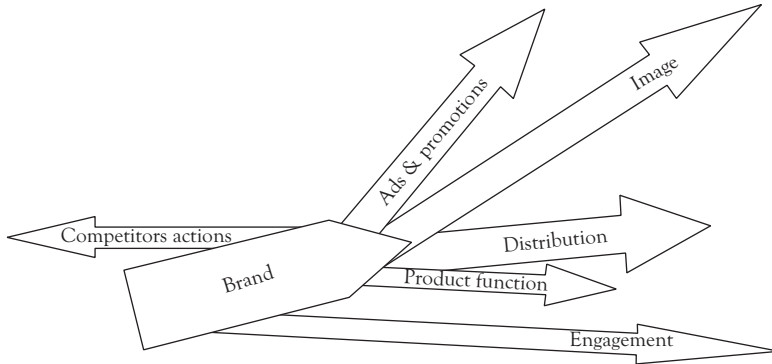 Ads & promotions
Image
Competitors actions
Distribution
Brand
Product function
Engagement